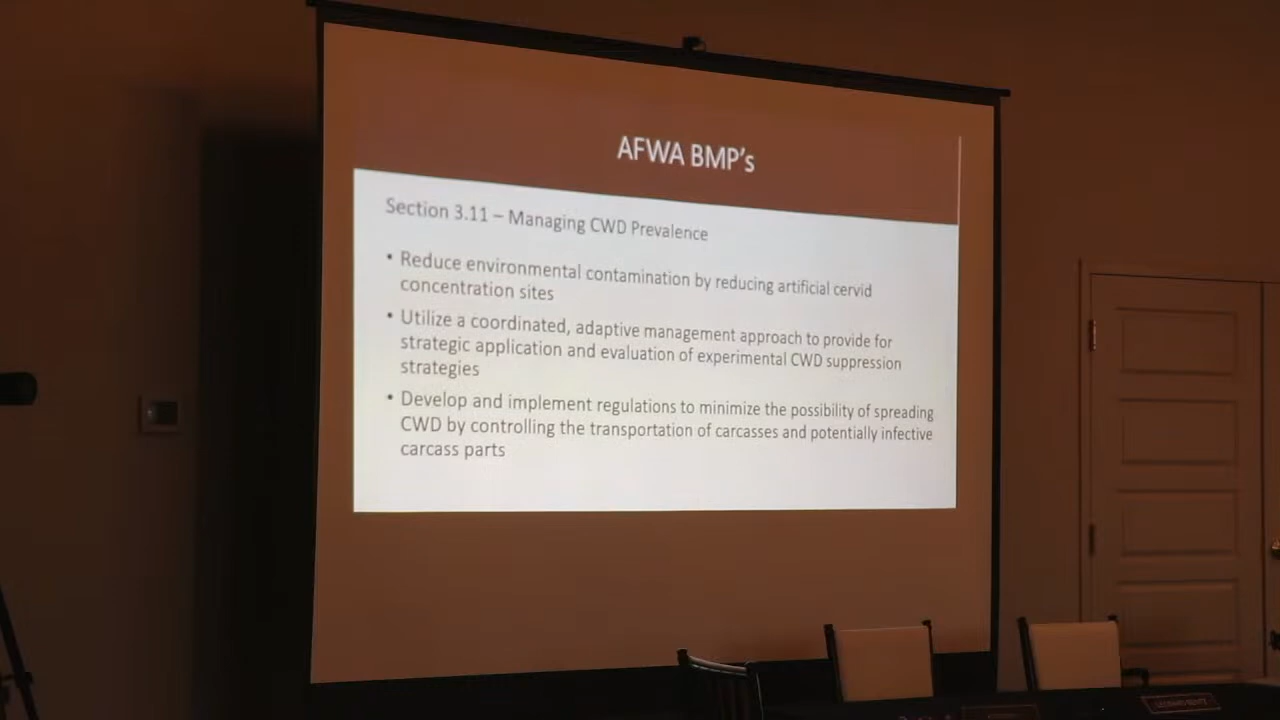 AFWA BMP's
Section 3.11 – Managing CWD Prevalence
• Reduce environmental contamination by reducing artificial cervid
concentration sites
• Utilize a coordinated, adaptive management approach to provide for
strategic application and evaluation of experimental CWD suppression
strategies
• Develop and implement regulations to minimize the possibility of spreading
CWD by controlling the transportation of carcasses and potentially infective
carcass parts